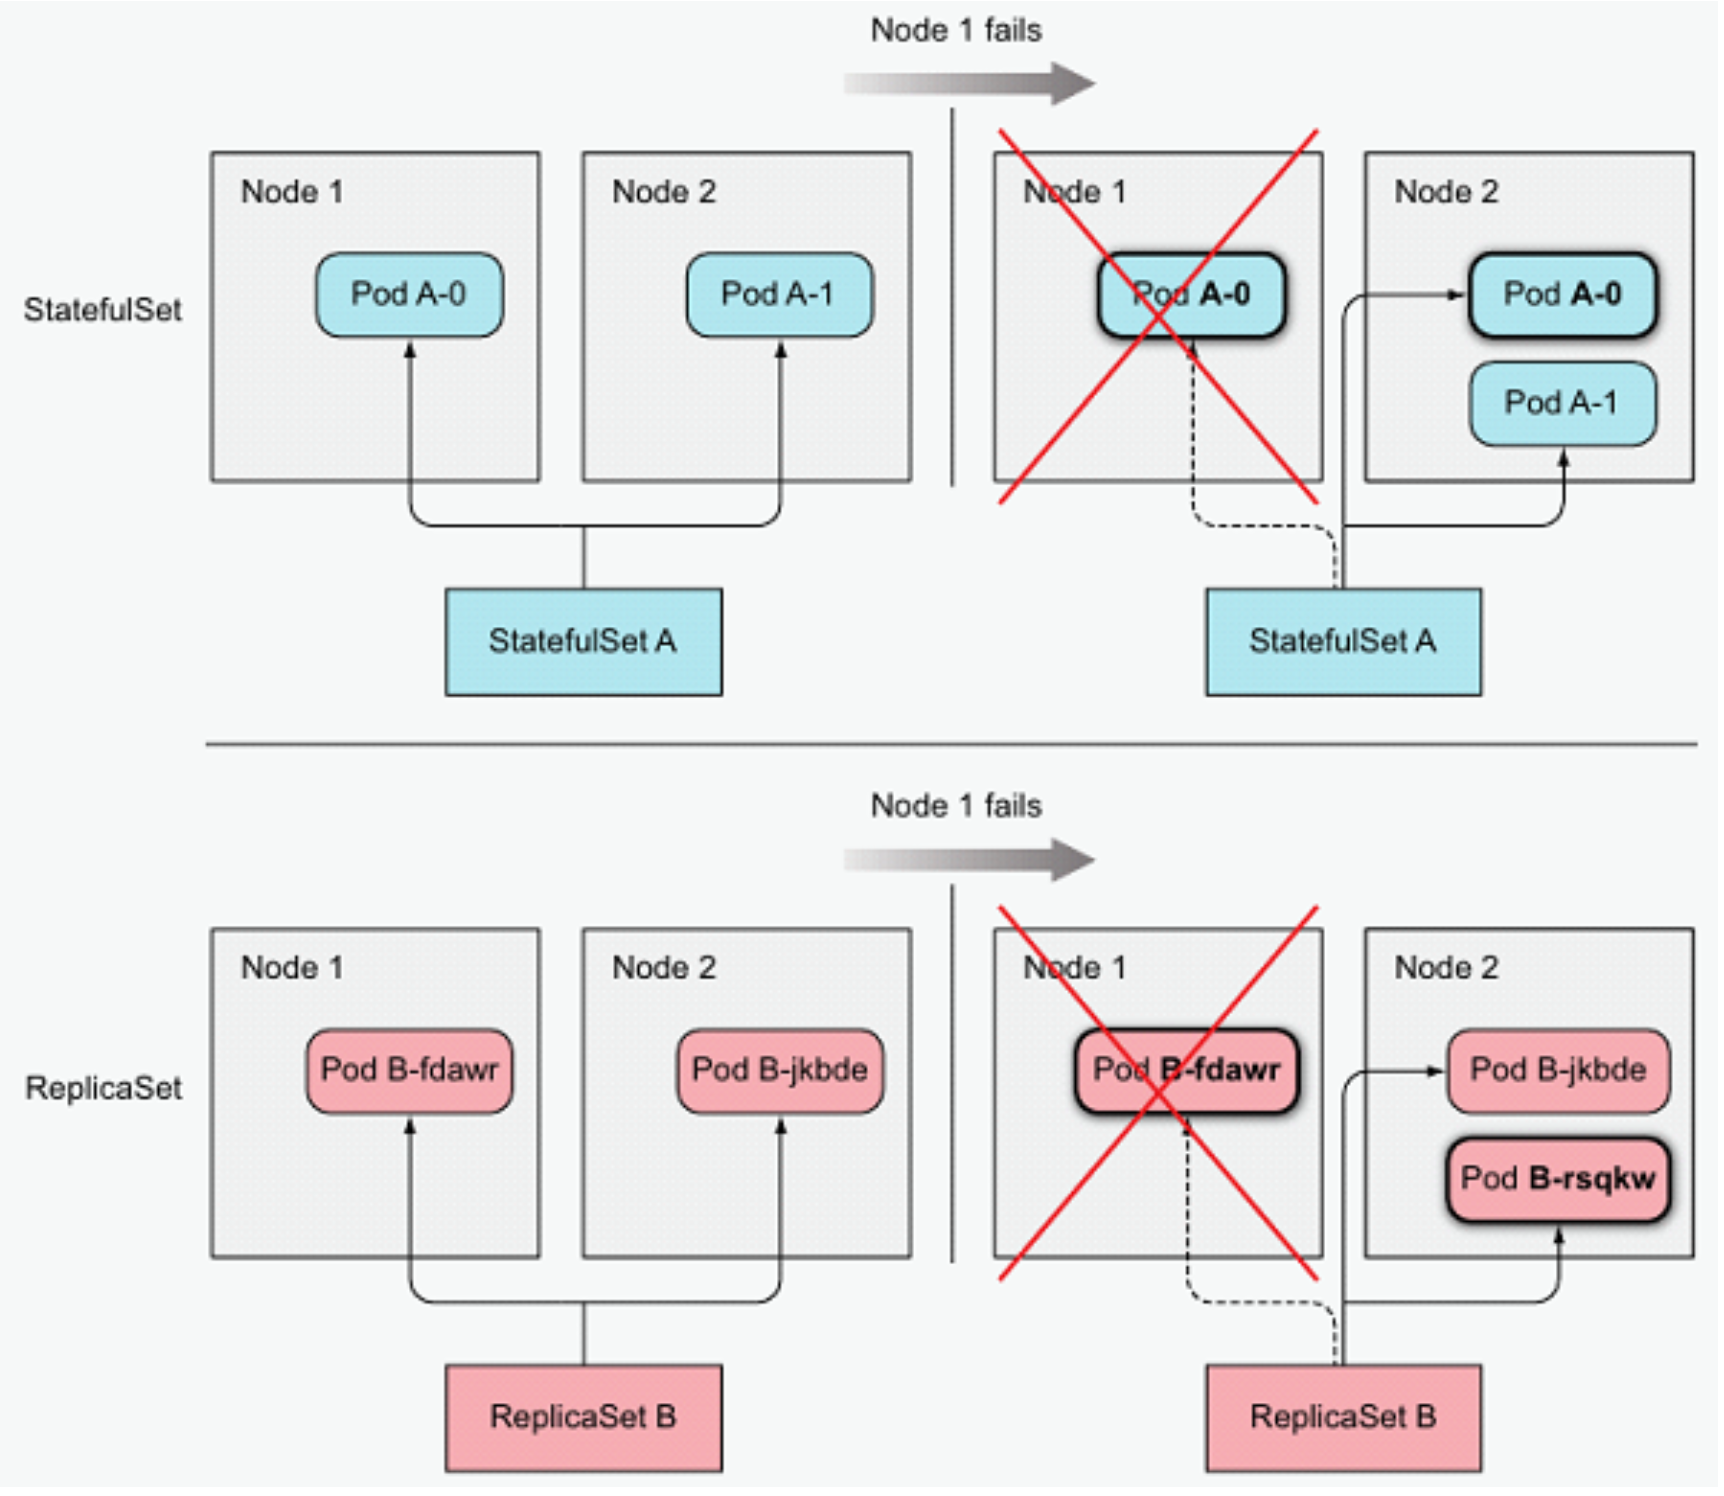 Node 1 fails
Node 1
Node 2
Node 1
Node 2
Pod A-0
Pod A-1
Pod A-0
Pod A-0
StatefulSet
Pod A-1
StatefulSet A
StatefulSet A
Node 1 fails
Node 1
Node 2
Node 1
Node 2
Pod B-fdawr
Pod B-jkbde
Pod B-fdawr
Pod B-jkbde
ReplicaSet
Pod B-rsqkw
ReplicaSet B
ReplicaSet B